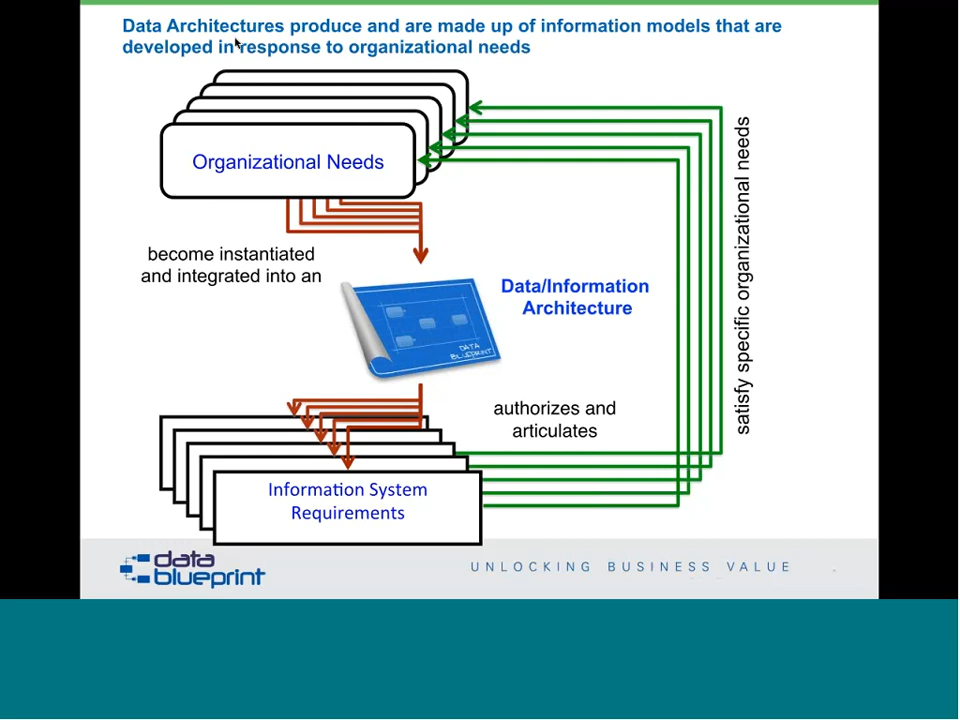 Data Architectures produce and are made up of information models that are
developed in response to organizational needs
Organizational Needs
become instantiated
and integrated into an
Data/Information
Architecture
DATA
BLUEPRINT
satisfy specific organizational needs
authorizes and
articulates
Information System
Requirements
data
blueprint
UNLOCKING BUSINESS VALUE